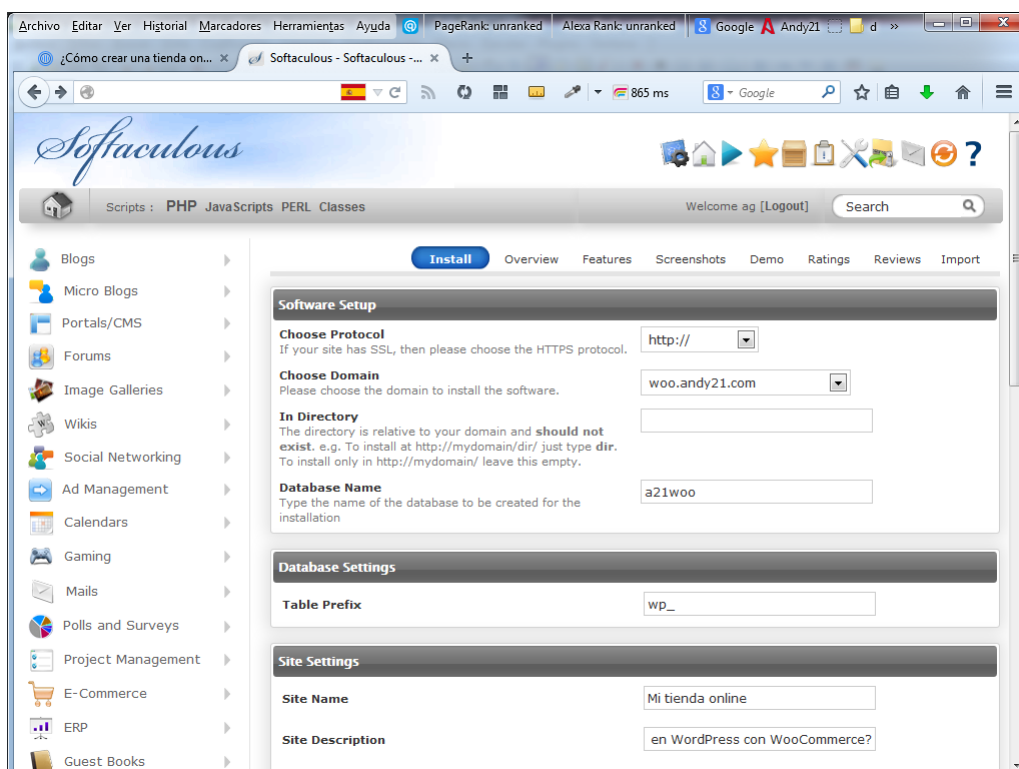 Archivo Editar Ver Historial Marcadores Herramientas Ayuda @ PageRank: unranked Alexa Rank: unranked Google Andy21 d »
¿Cómo crear una tienda on... × Softaculous - Softaculous -... × +
865 ms Google
Softaculous
Scripts : PHP JavaScripts PERL Classes Welcome ag [Logout] Search
Install Overview Features Screenshots Demo Ratings Reviews Import
Blogs
Micro Blogs
Portals/CMS
Forums
Image Galleries
Wikis
Social Networking
Ad Management
Calendars
Gaming
Mails
Polls and Surveys
Project Management
E-Commerce
ERP
Guest Books
Software Setup
Choose Protocol
If your site has SSL, then please choose the HTTPS protocol.
http://
Choose Domain
Please choose the domain to install the software.
woo.andy21.com
In Directory
The directory is relative to your domain and should not
exist. e.g. To install at http://mydomain/dir/ just type dir.
To install only in http://mydomain/ leave this empty.
Database Name
Type the name of the database to be created for the
installation
a21woo
Database Settings
Table Prefix wp_
Site Settings
Site Name Mi tienda online
Site Description en WordPress con WooCommerce?